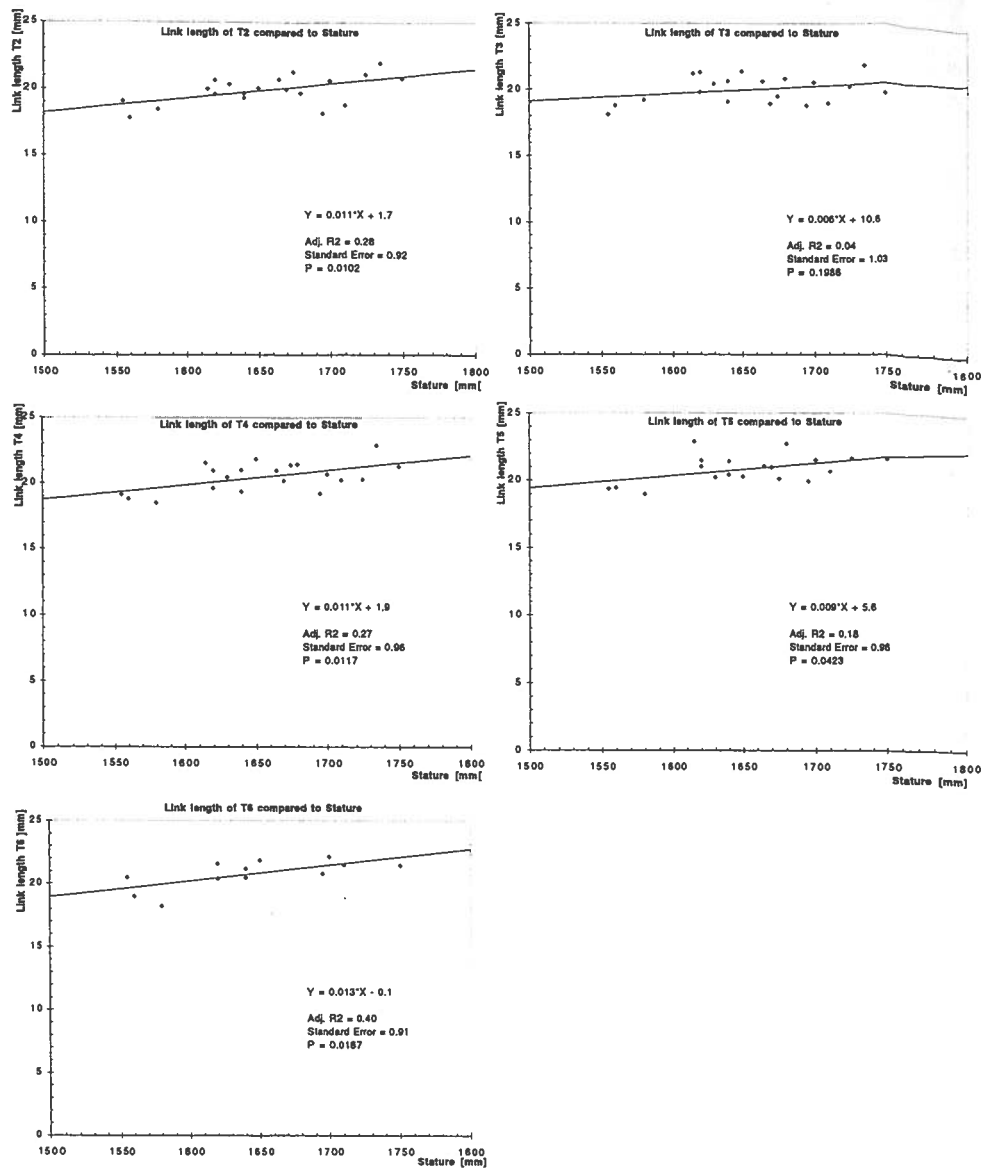 Link length of T2 compared to Stature
Link length T2 [mm]
25
20
15
10
5
0
Y = 0.011*X + 1.7
Adj. R2 = 0.28
Standard Error = 0.92
P = 0.0102
1500 1550 1600 1650 1700 1750 1800
Stature [mm[
Link length of T3 compared to Stature
Link length T3 [mm]
25
20
15
10
5
0
Y = 0.006*X + 10.6
Adj. R2 = 0.04
Standard Error = 1.03
P = 0.1986
1500 1550 1600 1650 1700 1750 1800
Stature [mm]
Link length of T4 compared to Stature
Link length T4 [mm]
25
20
15
10
5
0
Y = 0.011*X + 1.9
Adj. R2 = 0.27
Standard Error = 0.96
P = 0.0117
1500 1550 1600 1650 1700 1750 1800
Stature [mm[
Link length of T5 compared to Stature
Link length T5 [mm]
25
20
15
10
5
0
Y = 0.009*X + 5.6
Adj. R2 = 0.18
Standard Error = 0.98
P = 0.0423
1500 1550 1600 1650 1700 1750 1800
Stature [mm]
Link length of T6 compared to Stature
Link length T6 [mm]
25
20
15
10
5
0
Y = 0.013*X - 0.1
Adj. R2 = 0.40
Standard Error = 0.91
P = 0.0187
1500 1550 1600 1650 1700 1750 1800
Stature [mm]